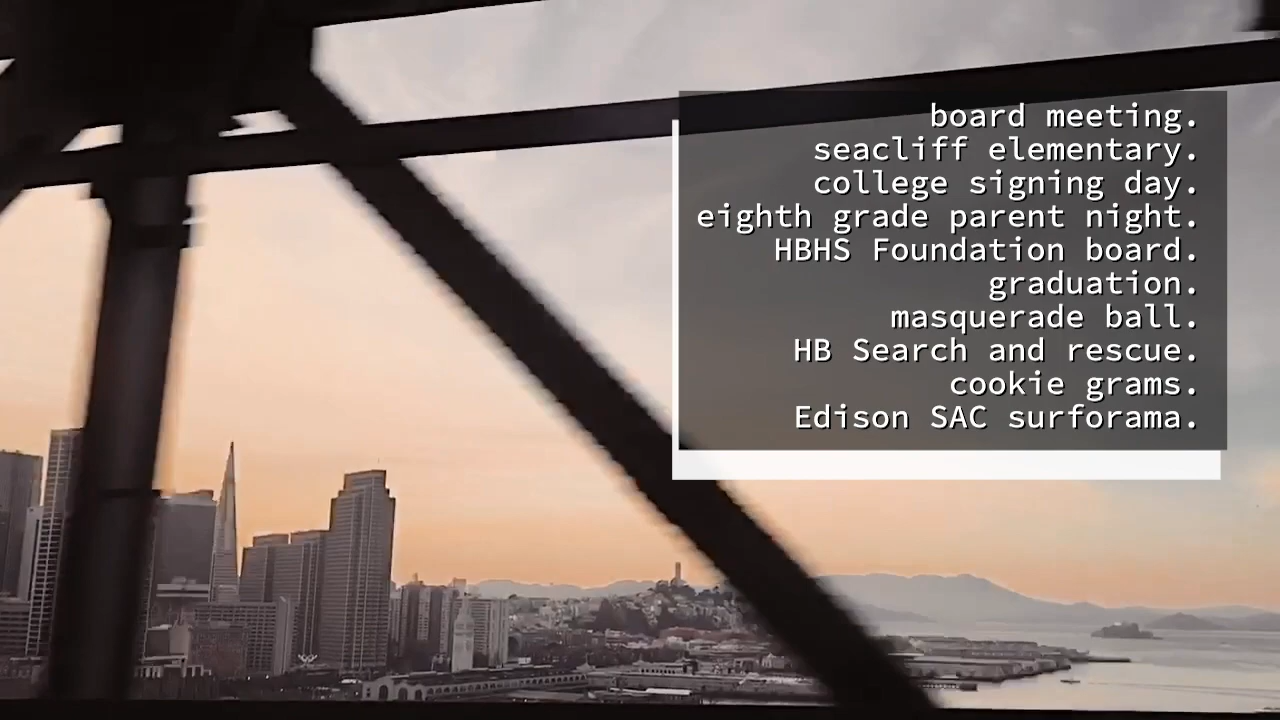 board meeting.
seacliff elementary.
college signing day.
eighth grade parent night.
HBHS Foundation board.
graduation.
masquerade ball.
HB Search and rescue.
cookie grams.
Edison SAC surforama.